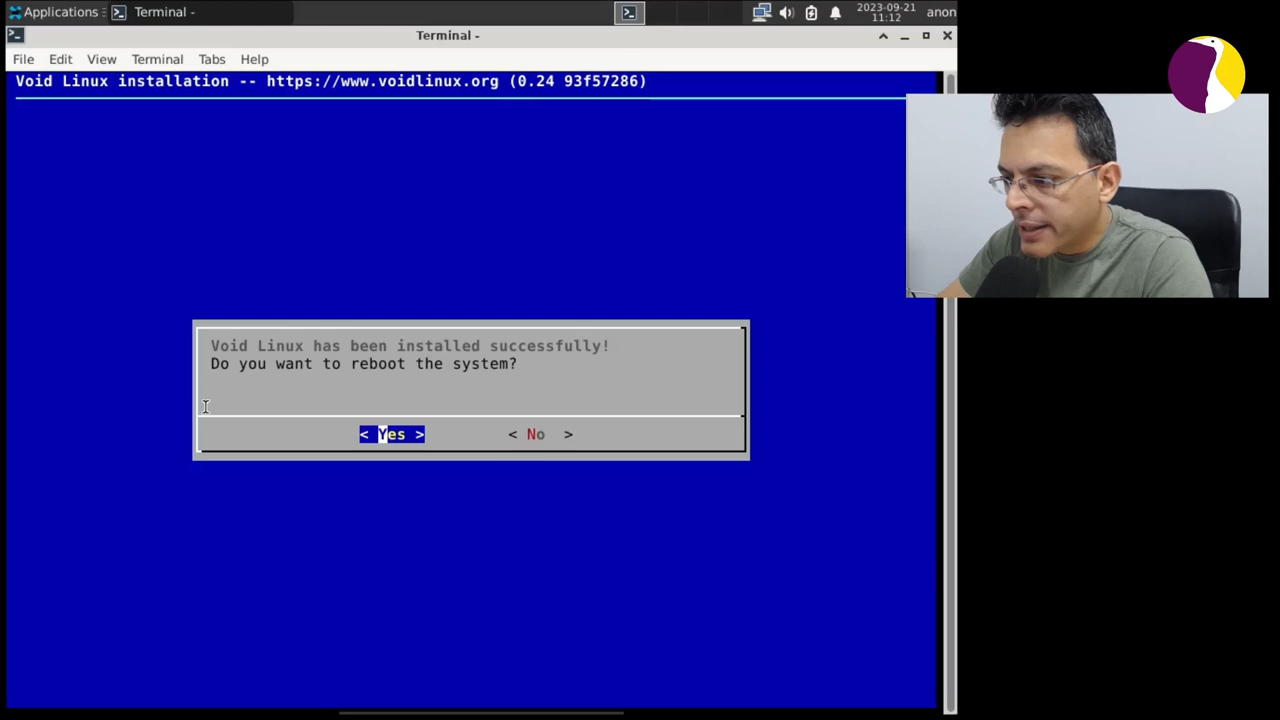 Applications
Terminal -
2023-09-21
11:12
anon
Terminal -
File Edit View Terminal Tabs Help
Void Linux installation -- https://www.voidlinux.org (0.24 93f57286)
Void Linux has been installed successfully!
Do you want to reboot the system?
< Yes > < No >